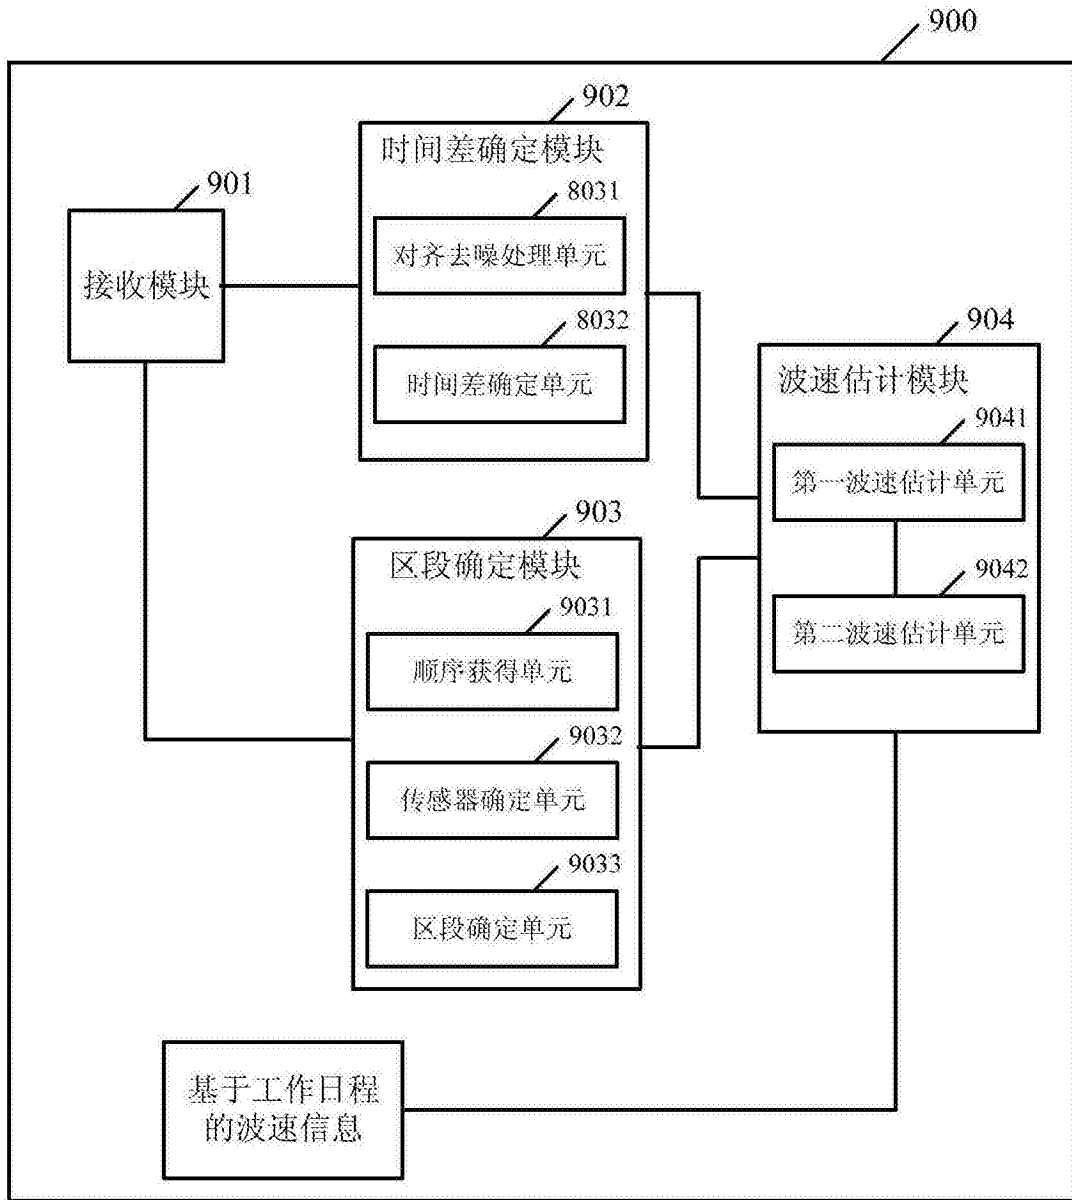 900
902
时间差确定模块
901
8031
对齐去噪处理单元
接收模块
8032
时间差确定单元
904
波速估计模块
9041
第一波速估计单元
903
区段确定模块
9042
第二波速估计单元
9031
顺序获得单元
9032
传感器确定单元
9033
区段确定单元
基于工作日程
的波速信息